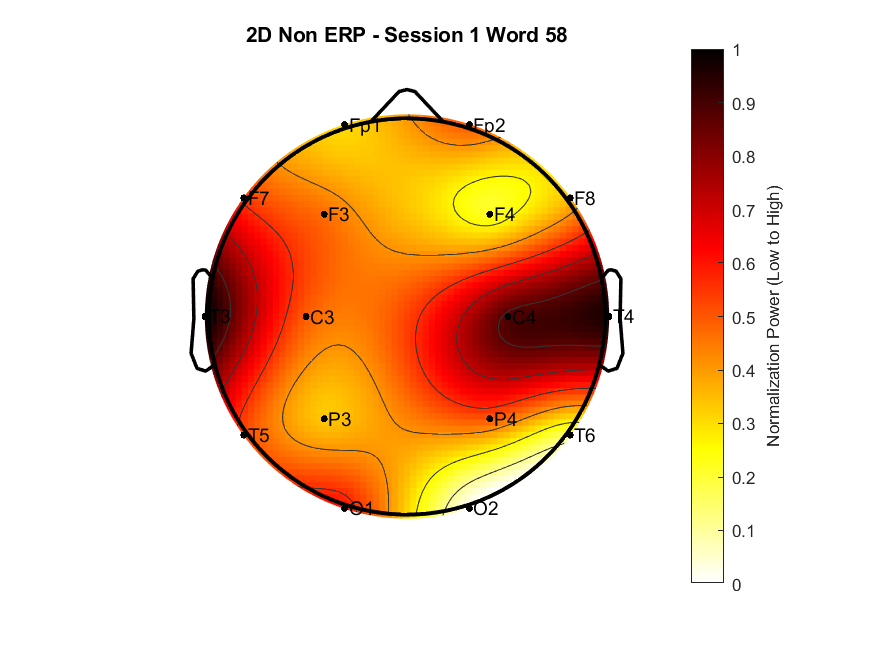 2D Non ERP - Session 1 Word 58
Fp1 Fp2
F7 F8
F3 F4
T3 C3 C4 T4
P3 P4
T5 T6
O1 O2
1
0.9
0.8
0.7
0.6
0.5
0.4
0.3
0.2
0.1
0
Normalization Power (Low to High)